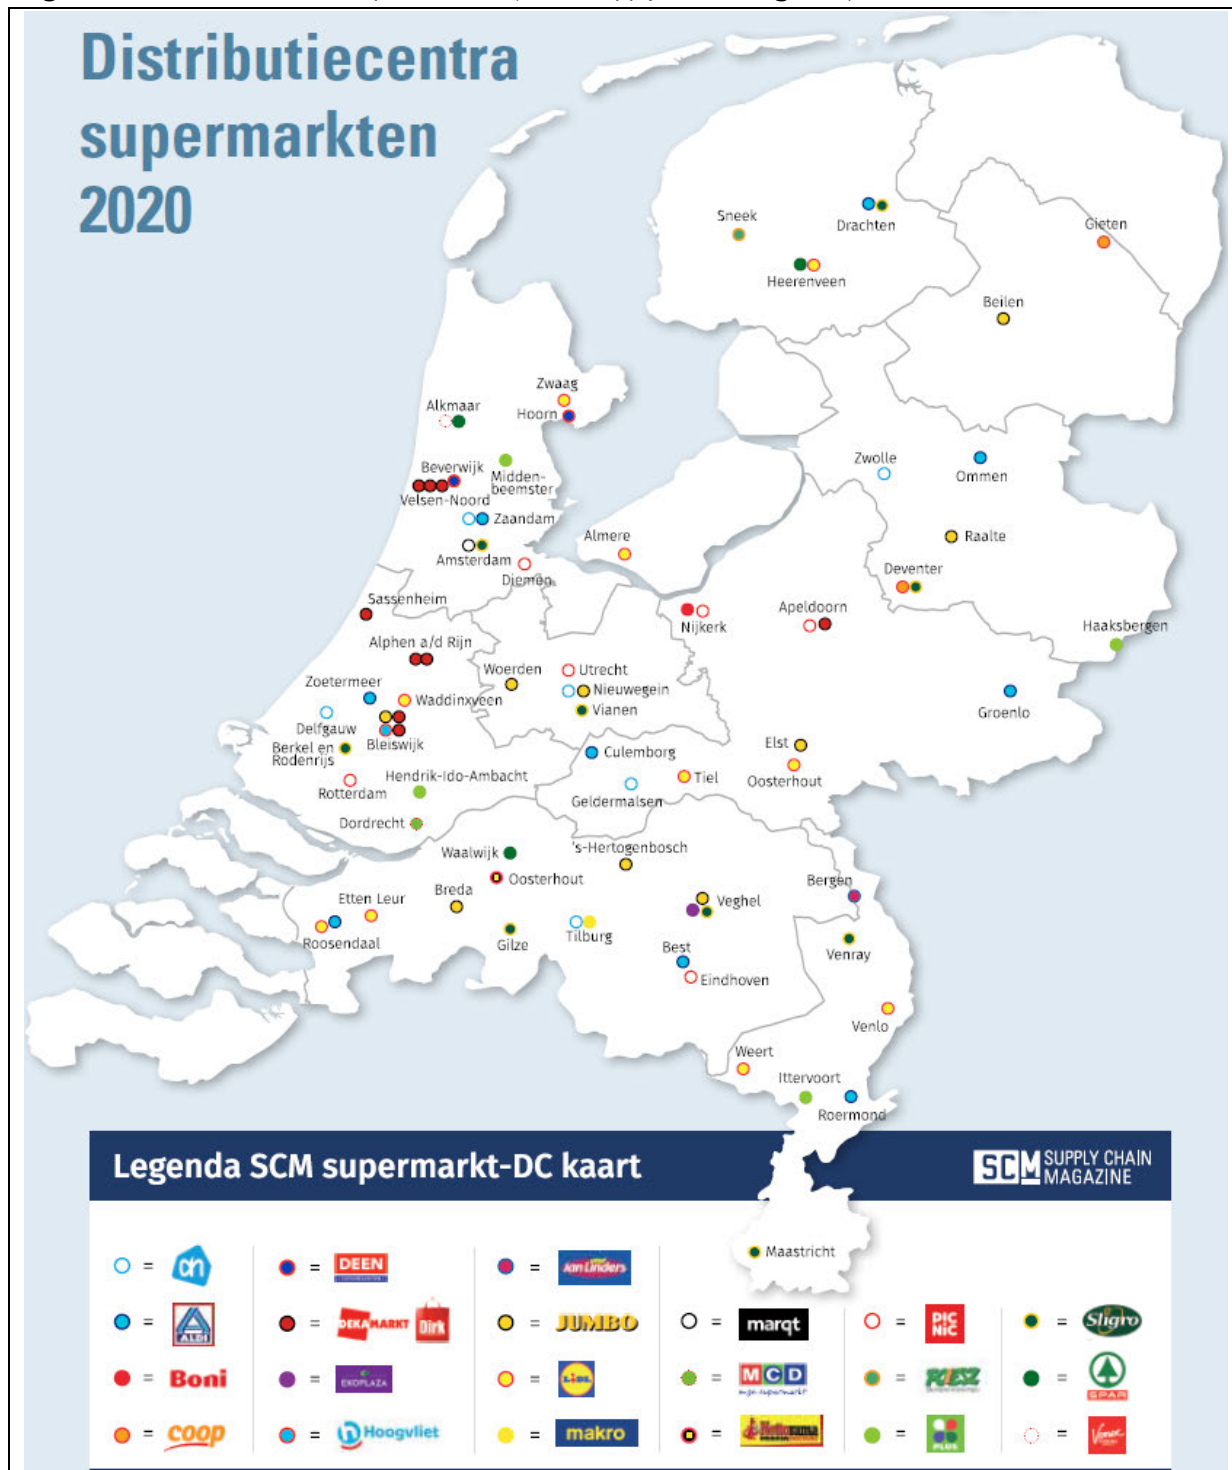 Distributiecentra
supermarkten
2020
Sneek
Drachten
Gieten
Heerenveen
Beilen
Zwaag
Alkmaar
Hoorn
Zwolle
Ommen
Beverwijk
Midden-
beemster
Velsen-Noord
Zaandam
Almere
Raalte
Amsterdam
Diemen
Deventer
Sassenheim
Apeldoorn
Nijkerk
Haaksbergen
Alphen a/d Rijn
Woerden
Utrecht
Zoetermeer
Nieuwegein
Waddinxveen
Vianen
Groenlo
Delfgauw
Bleiswijk
Berkel en
Rodenrijs
Elst
Culemborg
Hendrik-Ido-Ambacht
Tiel
Oosterhout
Rotterdam
Geldermalsen
Dordrecht
Waalwijk
's-Hertogenbosch
Oosterhout
Bergen
Breda
Etten Leur
Veghel
Roosendaal
Gilze
Tilburg
Best
Venray
Eindhoven
Venlo
Weert
Ittervoort
Roermond
Legenda SCM supermarkt-DC kaart
SCM SUPPLY CHAIN
MAGAZINE
Maastricht
= ah
= DEEN
= Jan Linders
= ALDI
= DEKAMARKT Dirk
= JUMBO
= marqt
= PICNIC
= Sligro
= Boni
= EKOPLAZA
= LIDL
= MCD
= POIESZ
= SPAR
= coop
= Hoogvliet
= makro
= Nettorama
= PLUS
= Vomar